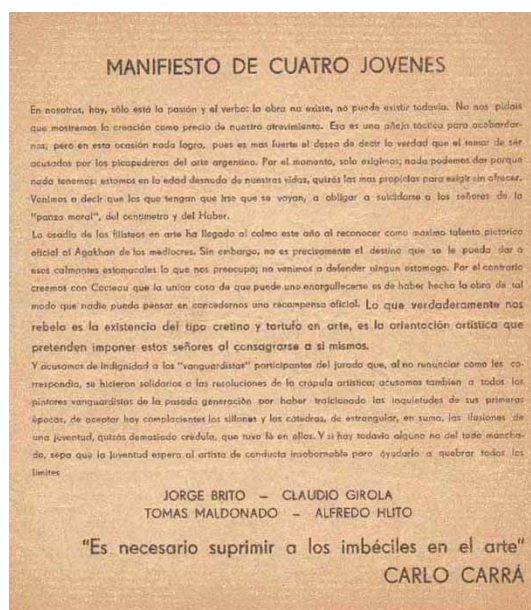 MANIFIESTO DE CUATRO JOVENES
En nosotros, hoy, sólo está la pasión y el verbo: la obra no existe, no puede existir todavía. No nos pidais
que mostremos la creación como precio de nuestro atrevimiento. Esa es una añeja táctica para acobardar-
nos; pero en esta ocasión nada logra, pues es mas fuerte el deseo de decir la verdad que el temor de ser
acusados por los picapedreros del arte argentino. Por el momento, solo exigimos; nada podemos dar porque
nada tenemos: estamos en la edad desnuda de nuestras vidas, quizás las mas propicias para exigir sin ofrecer.
Venimos a decir que los que tengan que irse que se vayan, a obligar a suicidarse a los señores de la
"panza moral", del centimetro y del Haber.
La osadía de los filisteos en arte ha llegado al colmo este año al reconocer como maximo talento pictórico
oficial al Agakhan de los mediocres. Sin embargo, no es precisamente el destino que se le pueda dar a
esos calmantes estomacales lo que nos preocupa; no venimos a defender ningun estomago. Por el contrario
creemos con Cocteau que la unica cosa de que puede uno enorgullecerse es de haber hecho la obra de tal
modo que nadie pueda pensar en concedernos una recompensa oficial. Lo que verdaderamente nos
rebela es la existencia del tipo cretino y tartufo en arte, es la orientación artística que
pretenden imponer estos señores al consagrarse a si mismos.
Y acusamos de indignidad a los "vanguardistas" participantes del jurado que, al no renunciar como les co-
rrespondia, se hicieron solidarios a las resoluciones de la crápula artística; acusamos tambien a todos los
pintores vanguardistas de la pasada generación por haber traicionado las inquietudes de sus primeras
épocas, de aceptar hoy complacientes los sillones y las cátedras, de estrangular, en suma, las ilusiones de
una juventud, quizás demasiado crédula, que tuvo fè en ellos. Y si hay todavia alguno no del todo mancha-
do, sepa que la juventud espera al artista de conducta insobornable para ayudarlo a quebrar todos los
limites
JORGE BRITO – CLAUDIO GIROLA
TOMAS MALDONADO – ALFREDO HLITO
"Es necesario suprimir a los imbéciles en el arte"
CARLO CARRÁ